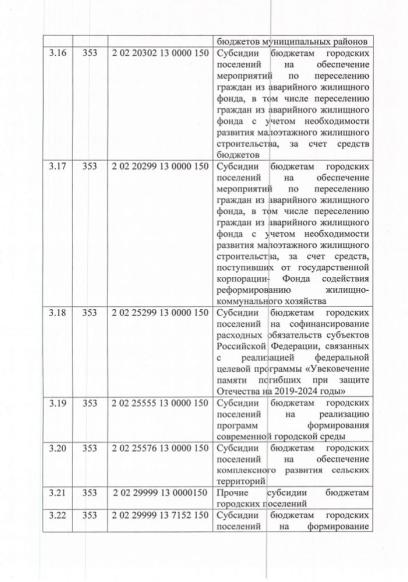 бюджетов муниципальных районов
3.16 353 2 02 20302 13 0000 150 Субсидии бюджетам городских
поселений на обеспечение
мероприятий по переселению
граждан из аварийного жилищного
фонда, в том числе переселению
граждан из аварийного жилищного
фонда с учетом необходимости
развития малоэтажного жилищного
строительства, за счет средств
бюджетов
3.17 353 2 02 20299 13 0000 150 Субсидии бюджетам городских
поселений на обеспечение
мероприятий по переселению
граждан из аварийного жилищного
фонда, в том числе переселению
граждан из аварийного жилищного
фонда с учетом необходимости
развития малоэтажного жилищного
строительства, за счет средств,
поступивших от государственной
корпорации- Фонда содействия
реформированию жилищно-
коммунального хозяйства
3.18 353 2 02 25299 13 0000 150 Субсидии бюджетам городских
поселений на софинансирование
расходных обязательств субъектов
Российской Федерации, связанных
с реализацией федеральной
целевой программы «Увековечение
памяти погибших при защите
Отечества на 2019-2024 годы»
3.19 353 2 02 25555 13 0000 150 Субсидии бюджетам городских
поселений на реализацию
программ формирования
современной городской среды
3.20 353 2 02 25576 13 0000 150 Субсидии бюджетам городских
поселений на обеспечение
комплексного развития сельских
территорий
3.21 353 2 02 29999 13 0000150 Прочие субсидии бюджетам
городских поселений
3.22 353 2 02 29999 13 7152 150 Субсидии бюджетам городских
поселений на формирование